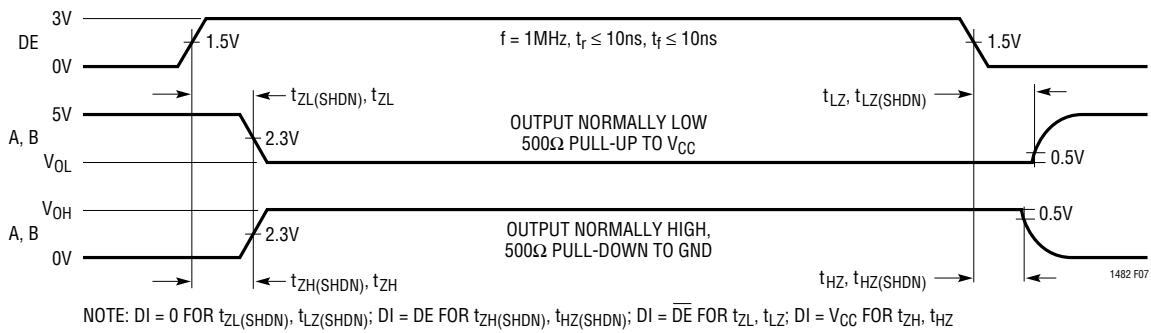 3V
DE
1.5V
f = 1MHz, tr ≤ 10ns, tf ≤ 10ns
1.5V
0V
tZL(SHDN), tZL
tLZ, tLZ(SHDN)
5V
A, B
2.3V
OUTPUT NORMALLY LOW
500Ω PULL-UP TO VCC
VOL
0.5V
VOH
A, B
2.3V
OUTPUT NORMALLY HIGH,
500Ω PULL-DOWN TO GND
0.5V
0V
tZH(SHDN), tZH
tHZ, tHZ(SHDN)
1482 F07
NOTE: DI = 0 FOR tZL(SHDN), tLZ(SHDN); DI = DE FOR tZH(SHDN), tHZ(SHDN); DI = D̅E̅ FOR tZL, tLZ; DI = VCC FOR tZH, tHZ